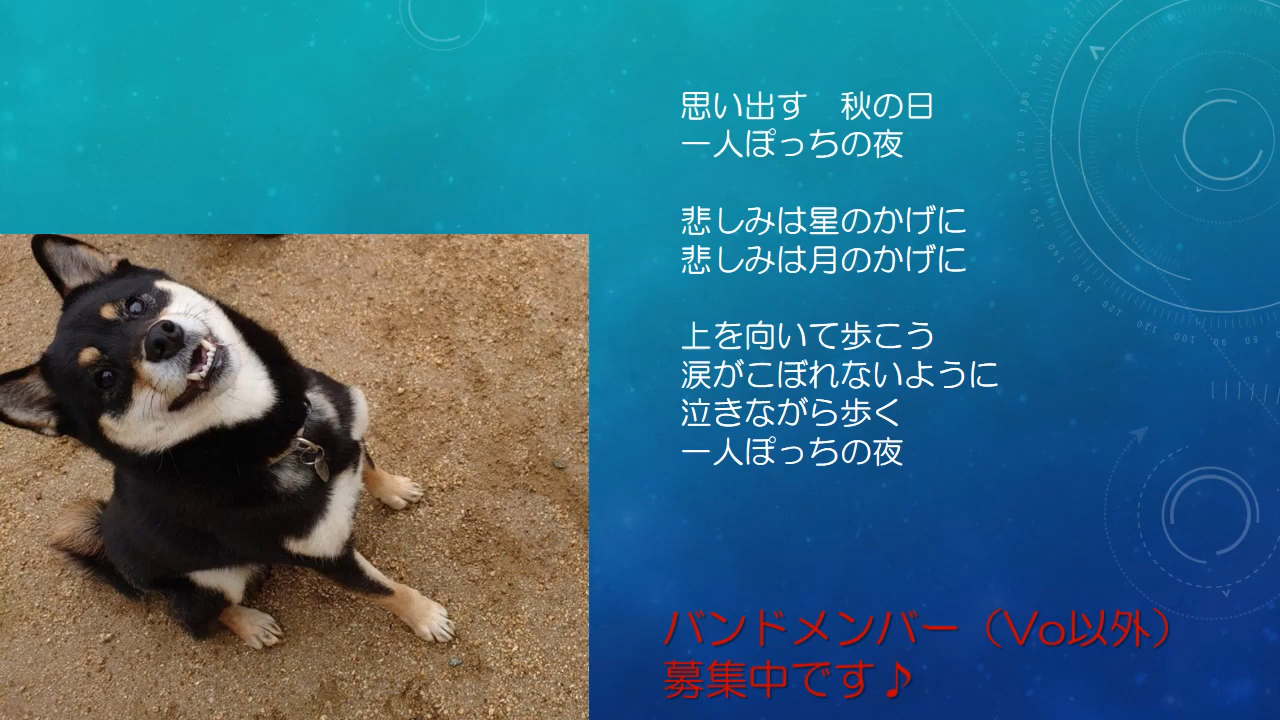 思い出す　秋の日
一人ぽっちの夜
悲しみは星のかげに
悲しみは月のかげに
上を向いて歩こう
涙がこぼれないように
泣きながら歩く
一人ぽっちの夜
バンドメンバー（Vo以外）
募集中です♪